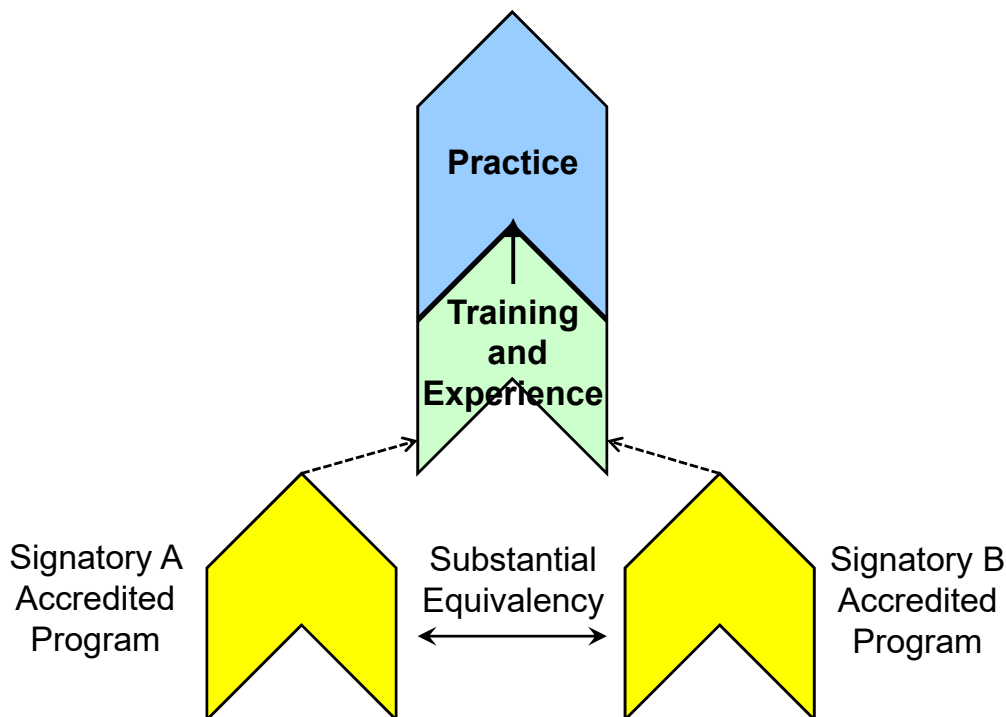 Practice
Training
and
Experience
Signatory A
Accredited
Program
Substantial
Equivalency
Signatory B
Accredited
Program